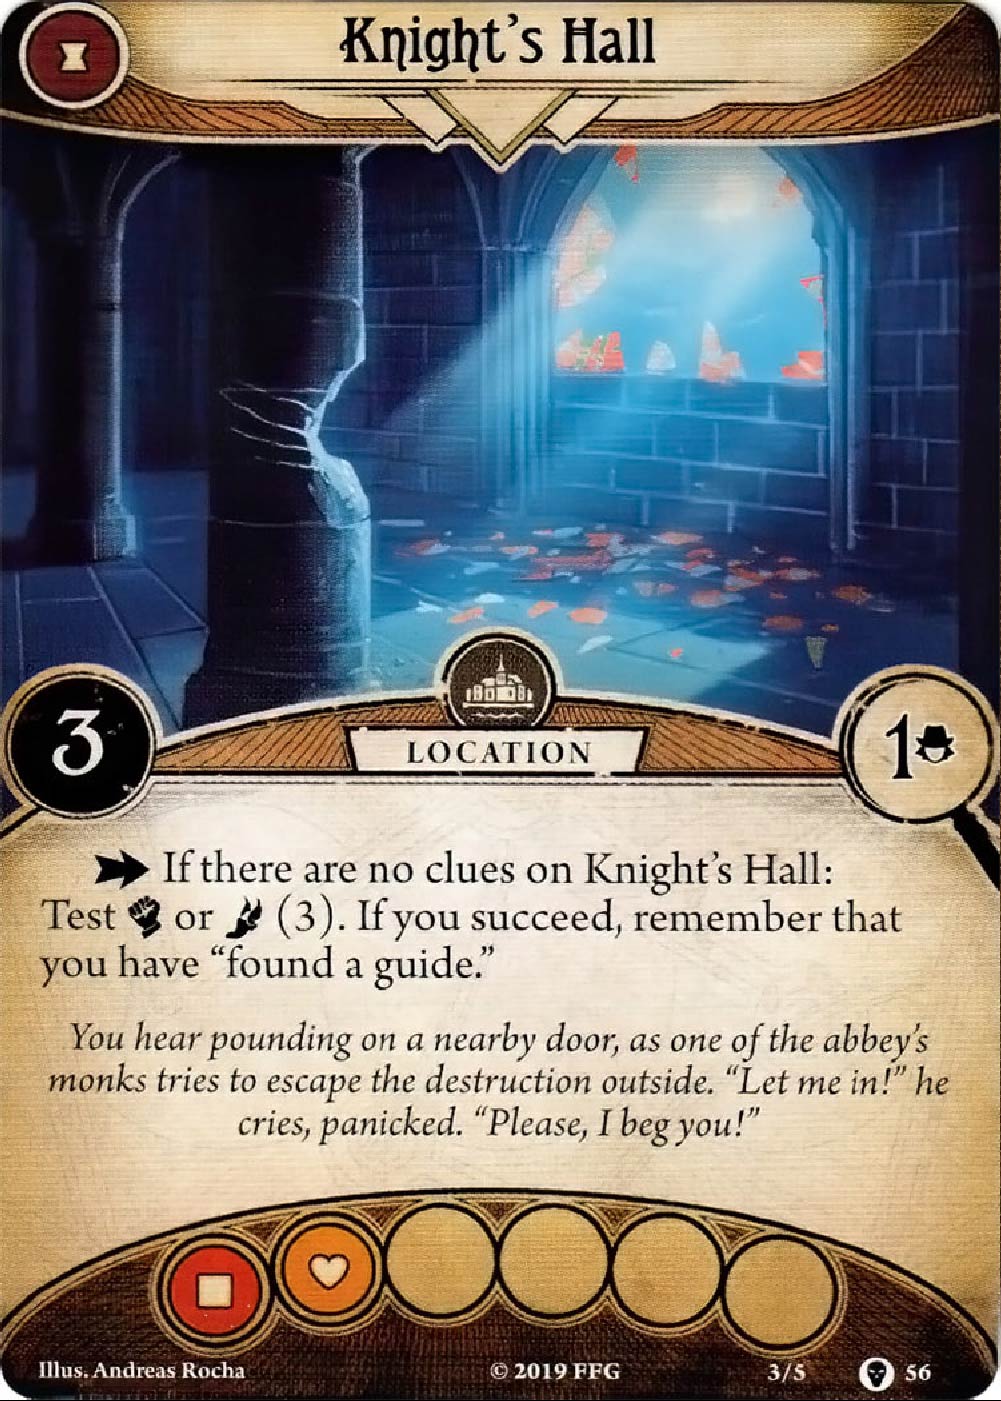 Knight's Hall
3
LOCATION
1
If there are no clues on Knight's Hall:
Test or (3). If you succeed, remember that
you have “found a guide.”
You hear pounding on a nearby door, as one of the abbey's
monks tries to escape the destruction outside. “Let me in!” he
cries, panicked. “Please, I beg you!”
Illus. Andreas Rocha
© 2019 FFG
3/5
56